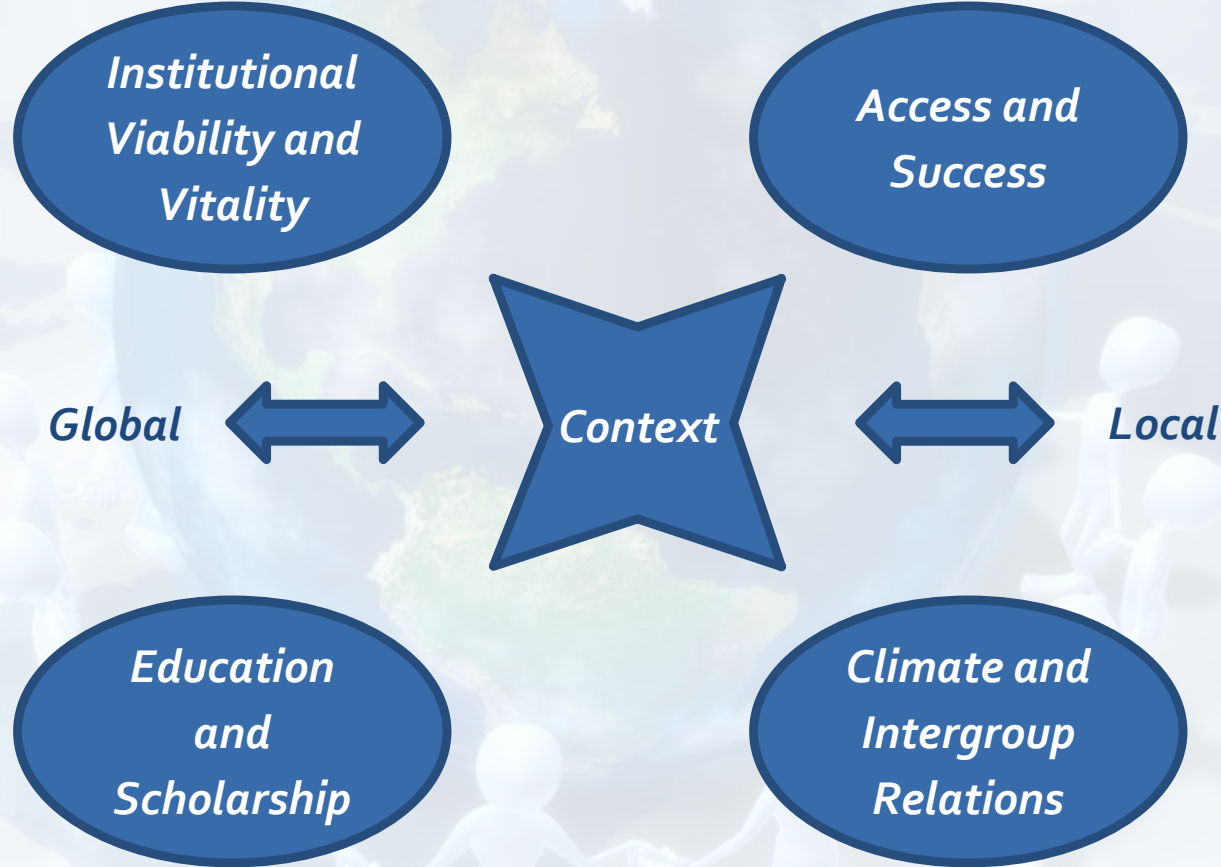 Institutional
Viability and
Vitality
Access and
Success
Global
Context
Local
Education
and
Scholarship
Climate and
Intergroup
Relations